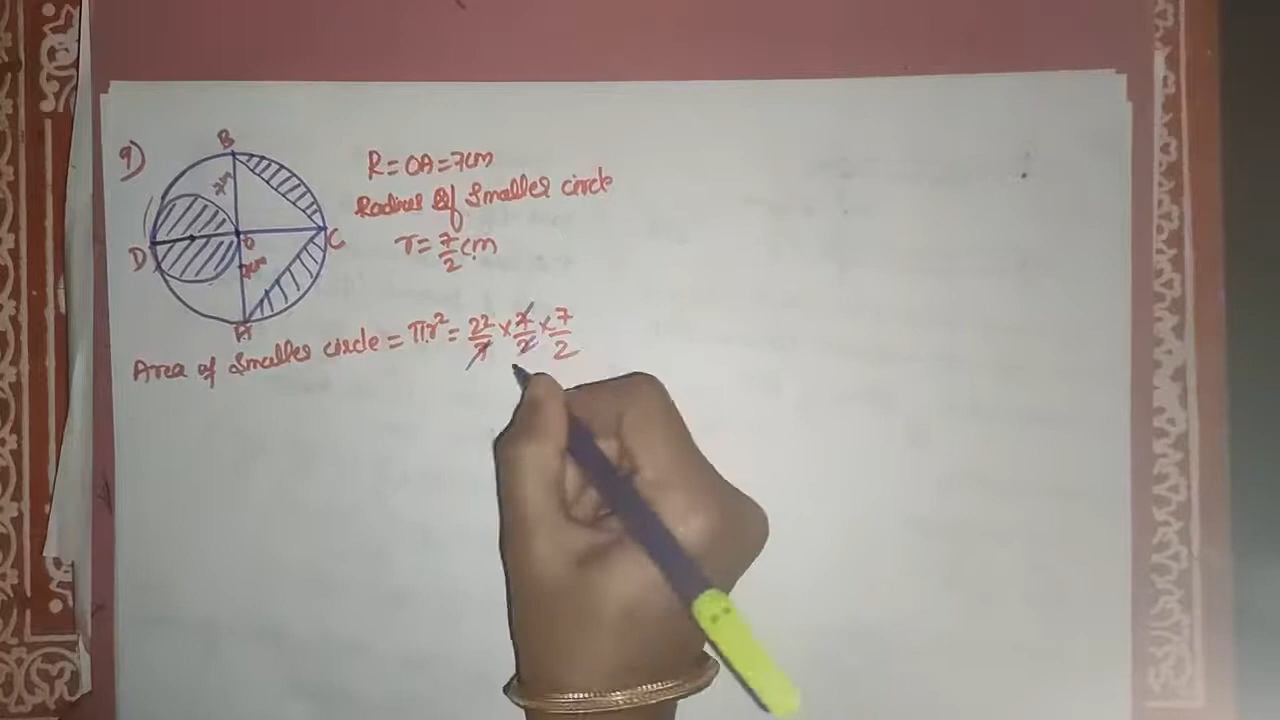 9)
B
R = OA = 7cm
Radius of Smaller circle
7cm
C
D
O
r = 7/2 cm
7cm
A
Area of Smaller circle = πr² = 22/7 × 7/2 × 7/2